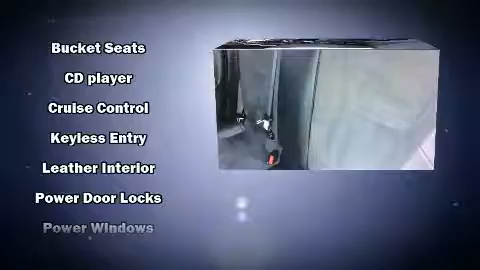 Bucket Seats
CD player
Cruise Control
Keyless Entry
Leather Interior
Power Door Locks
Power Windows